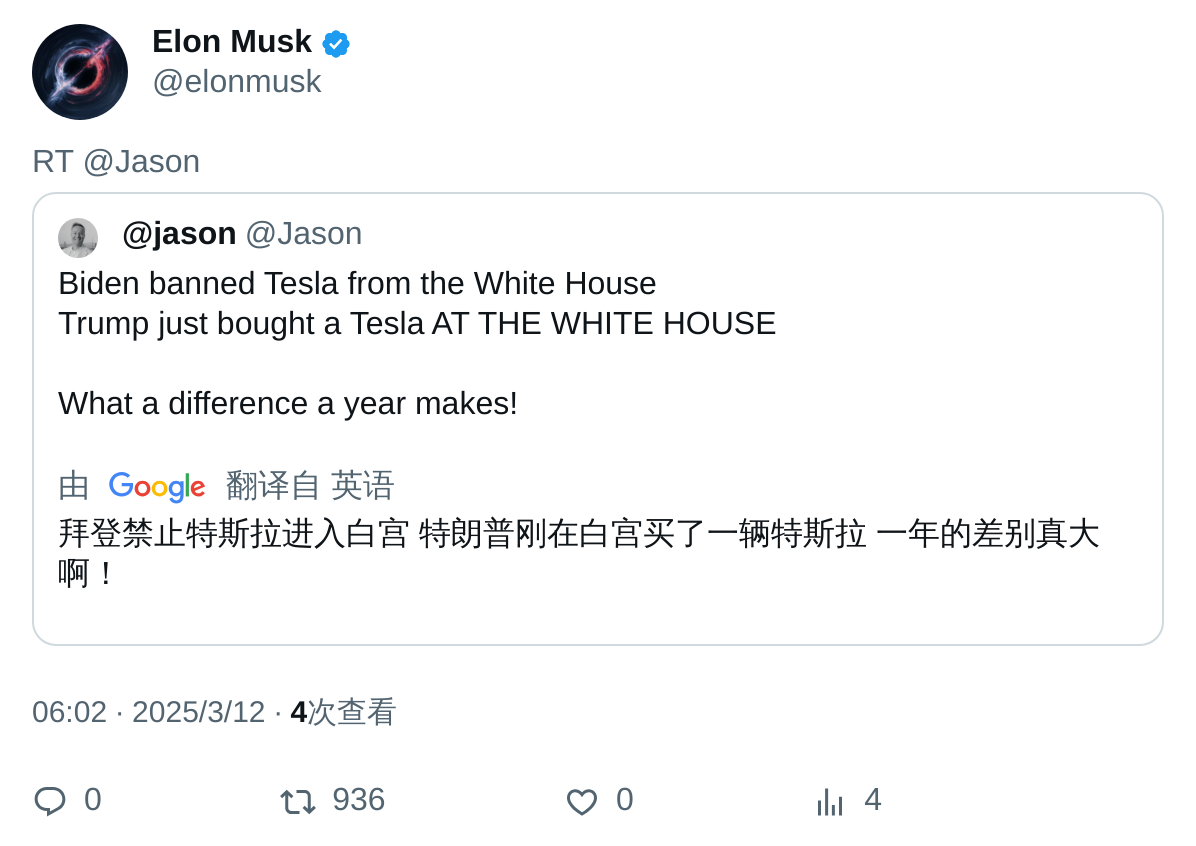 Elon Musk
@elonmusk
RT @Jason
@jason @Jason
Biden banned Tesla from the White House
Trump just bought a Tesla AT THE WHITE HOUSE
What a difference a year makes!
由 Google 翻译自 英语
拜登禁止特斯拉进入白宫 特朗普刚在白宫买了一辆特斯拉 一年的差别真大
啊！
06:02 · 2025/3/12 · 4次查看
0 936 0 4